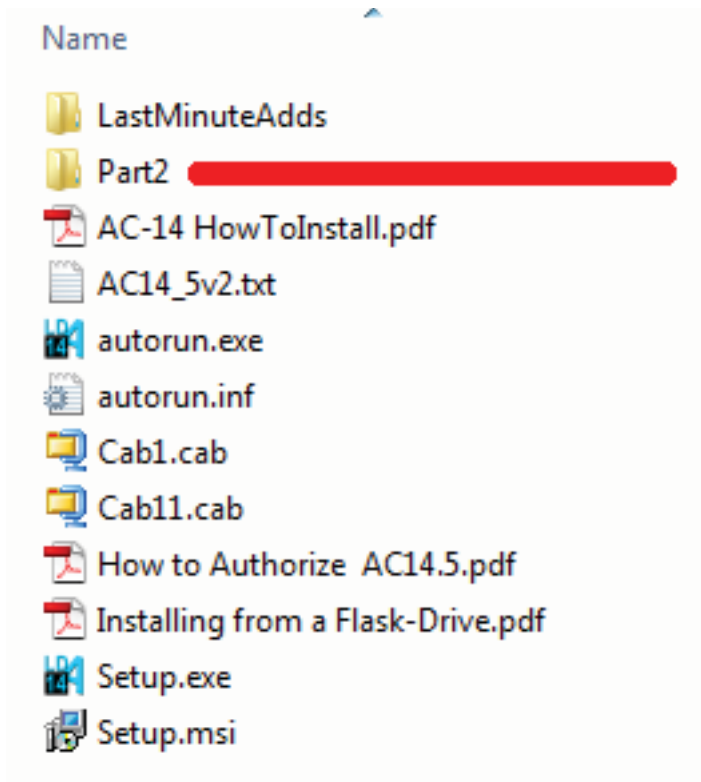 Name
LastMinuteAdds
Part2
AC-14 HowToInstall.pdf
AC14_5v2.txt
autorun.exe
autorun.inf
Cab1.cab
Cab11.cab
How to Authorize  AC14.5.pdf
Installing from a Flask-Drive.pdf
Setup.exe
Setup.msi